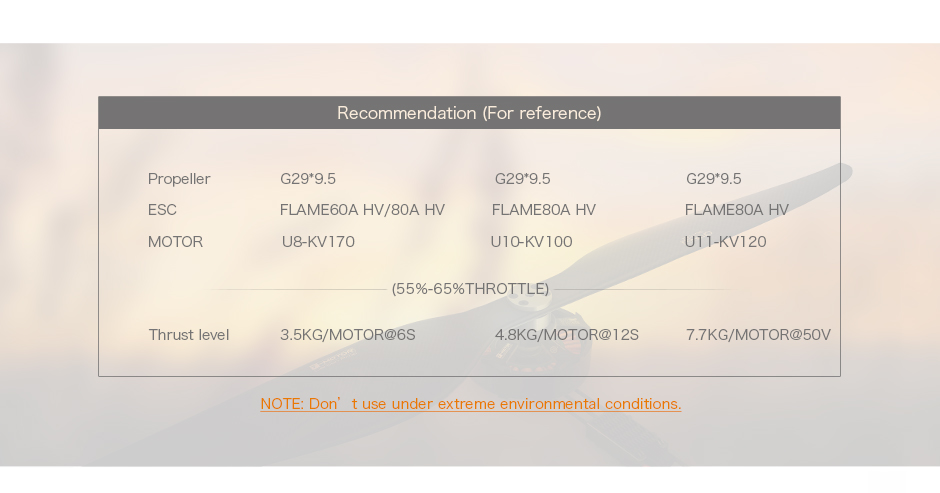 Recommendation (For reference)
Propeller G29*9.5 G29*9.5 G29*9.5
ESC FLAME60A HV/80A HV FLAME80A HV FLAME80A HV
MOTOR U8-KV170 U10-KV100 U11-KV120
(55%-65%THROTTLE)
Thrust level 3.5KG/MOTOR@6S 4.8KG/MOTOR@12S 7.7KG/MOTOR@50V
NOTE: Don’t use under extreme environmental conditions.